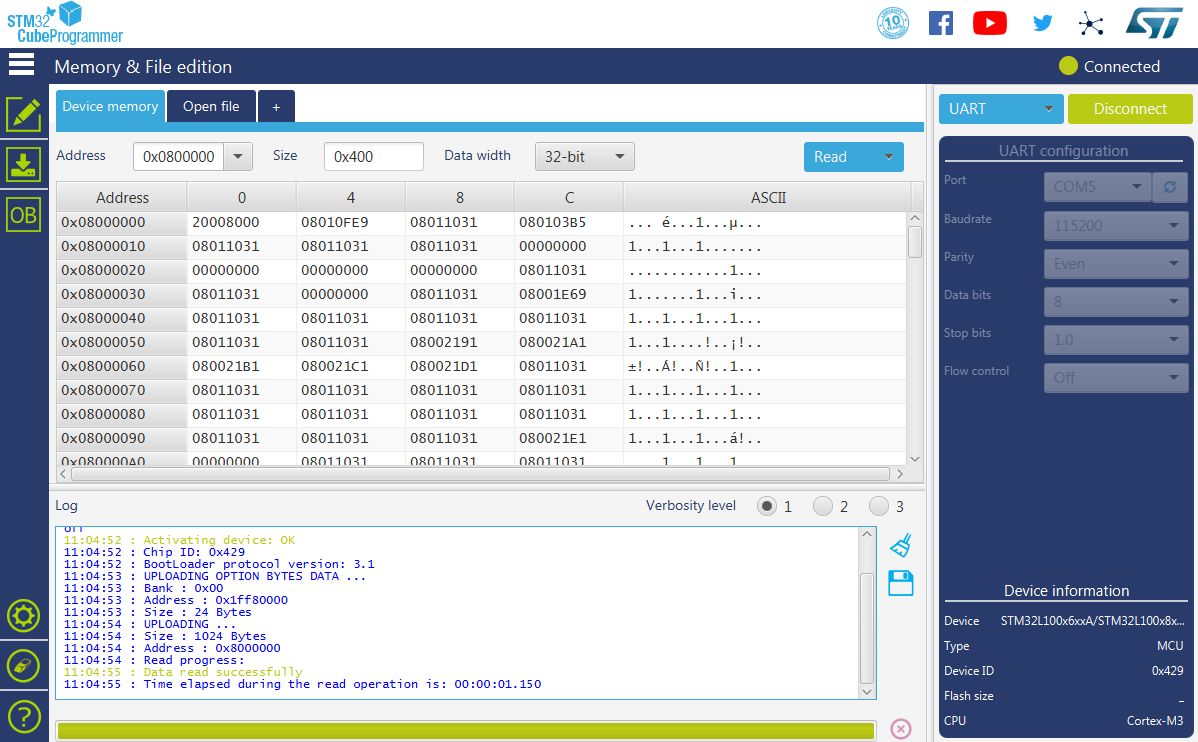 STM32
CubeProgrammer
10
YEARS
ST
Memory & File edition
Connected
Device memory
Open file
+
UART
Disconnect
Address
0x0800000
Size
0x400
Data width
32-bit
Read
Address 0 4 8 C ASCII
0x08000000 20008000 08010FE9 08011031 080103B5 ... é...1...µ...
0x08000010 08011031 08011031 08011031 00000000 1...1...1.......
0x08000020 00000000 00000000 00000000 08011031 ............1...
0x08000030 08011031 00000000 08011031 08001E69 1.......1...i...
0x08000040 08011031 08011031 08011031 08011031 1...1...1...1...
0x08000050 08011031 08011031 08002191 080021A1 1...1....!..¡!..
0x08000060 080021B1 080021C1 080021D1 08011031 ±!..Á!..Ñ!..1...
0x08000070 08011031 08011031 08011031 08011031 1...1...1...1...
0x08000080 08011031 08011031 08011031 08011031 1...1...1...1...
0x08000090 08011031 08011031 08011031 080021E1 1...1...1...á!..
0x080000A0 00000000 08011031 08011031 08011031 ....1...1...1...
UART configuration
Port COM5
Baudrate 115200
Parity Even
Data bits 8
Stop bits 1.0
Flow control Off
Log
Verbosity level 1 2 3
off
11:04:52 : Activating device: OK
11:04:52 : Chip ID: 0x429
11:04:52 : BootLoader protocol version: 3.1
11:04:53 : UPLOADING OPTION BYTES DATA ...
11:04:53 : Bank : 0x00
11:04:53 : Address : 0x1ff80000
11:04:53 : Size : 24 Bytes
11:04:54 : UPLOADING ...
11:04:54 : Size : 1024 Bytes
11:04:54 : Address : 0x8000000
11:04:54 : Read progress:
11:04:55 : Data read successfully
11:04:55 : Time elapsed during the read operation is: 00:00:01.150
Device information
Device STM32L100x6xxA/STM32L100x8x...
Type MCU
Device ID 0x429
Flash size _
CPU Cortex-M3
OB
?